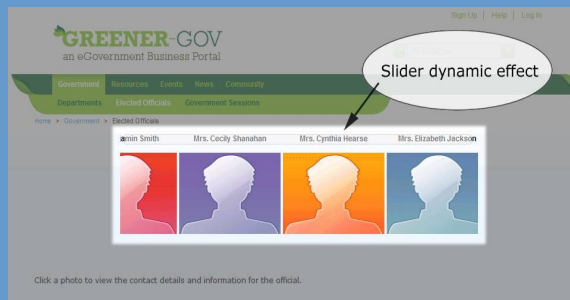 Sign Up | Help | Log In
GREENER-GOV
an eGovernment Business Portal
Slider dynamic effect
Government Resources Events News Community
Departments Elected Officials Government Sessions
Home > Government > Elected Officials
amin Smith Mrs. Cecily Shanahan Mrs. Cynthia Hearse Mrs. Elizabeth Jackson
Click a photo to view the contact details and information for the official.